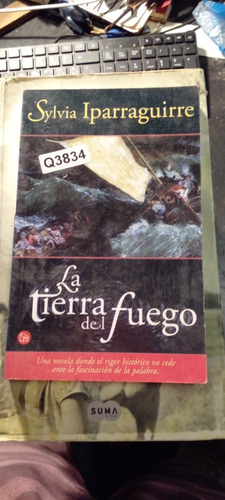 Sylvia Iparraguirre
Q3834
La
tierra
del fuego
Una novela donde el rigor histórico no cede
ante la fascinación de la palabra.
SUMA